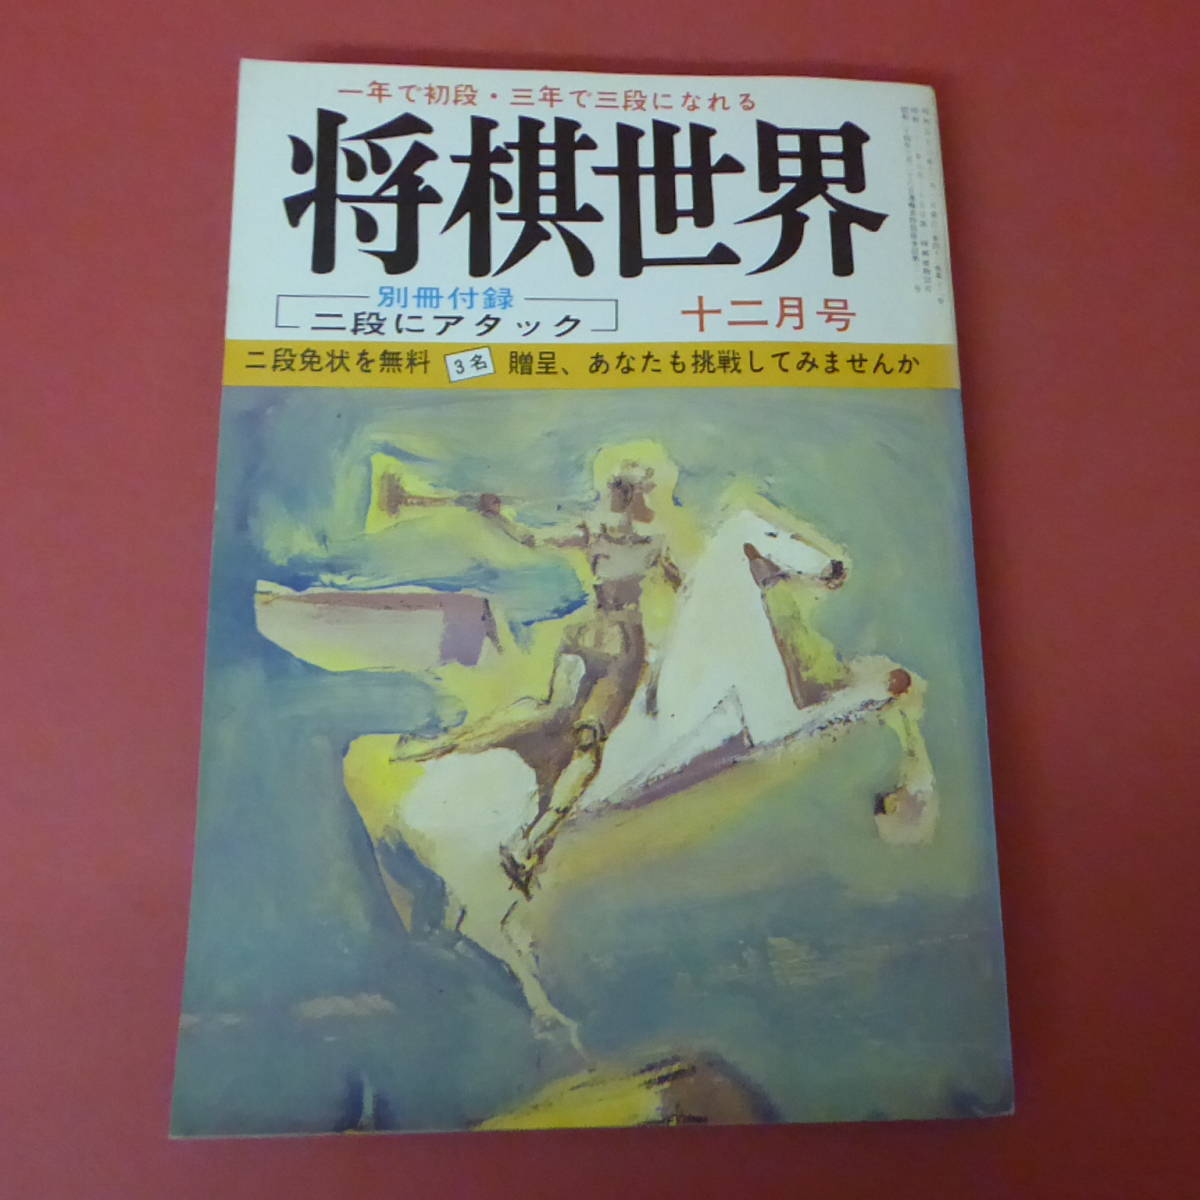 一年で初段・三年で三段になれる
将棋世界
別冊付録
二段にアタック
十二月号
二段免状を無料 3名 贈呈、あなたも挑戦してみませんか